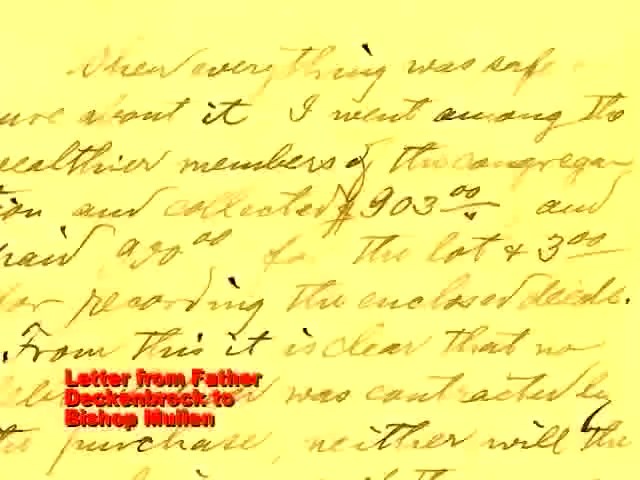 When everything was safe
ure about it I went among the
wealthier members of the congrega
tion and collected $903.00 and
paid 900 00 for the lot & 3 00
for recording the enclosed deeds.
From this it is clear that no
was contracted by
the purchase, neither will the
Letter from Father
Deckenbrock to
Bishop Mullen